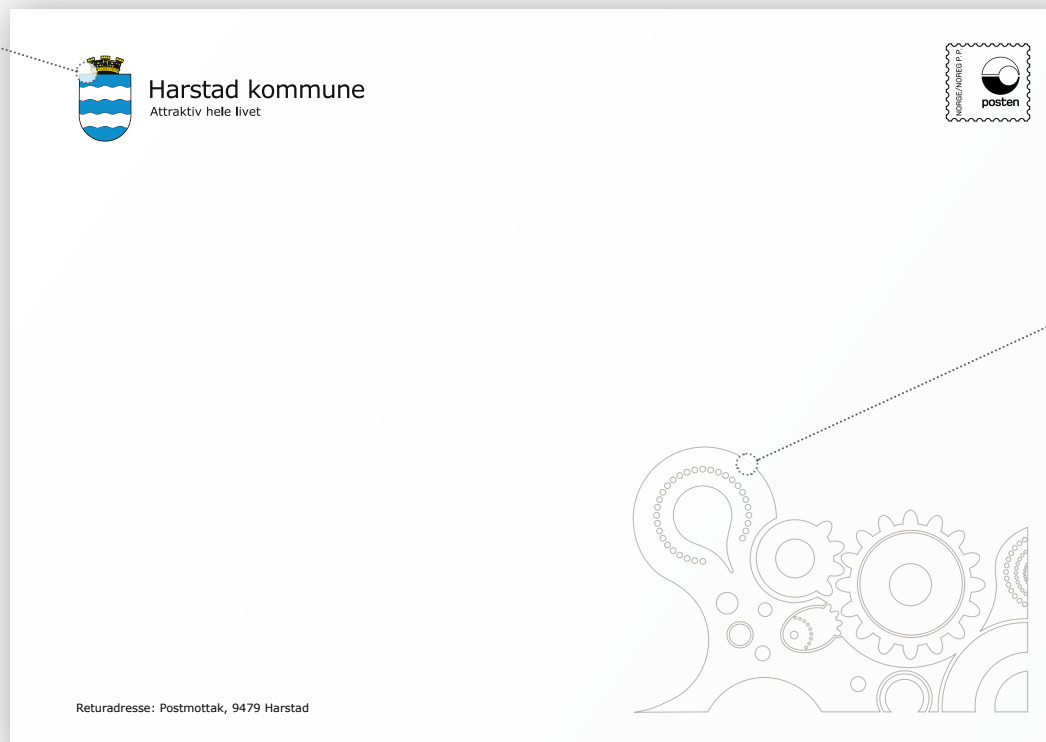 Harstad kommune
Attraktiv hele livet
NORGE/NOREG P.P.
posten
Returadresse: Postmottak, 9479 Harstad